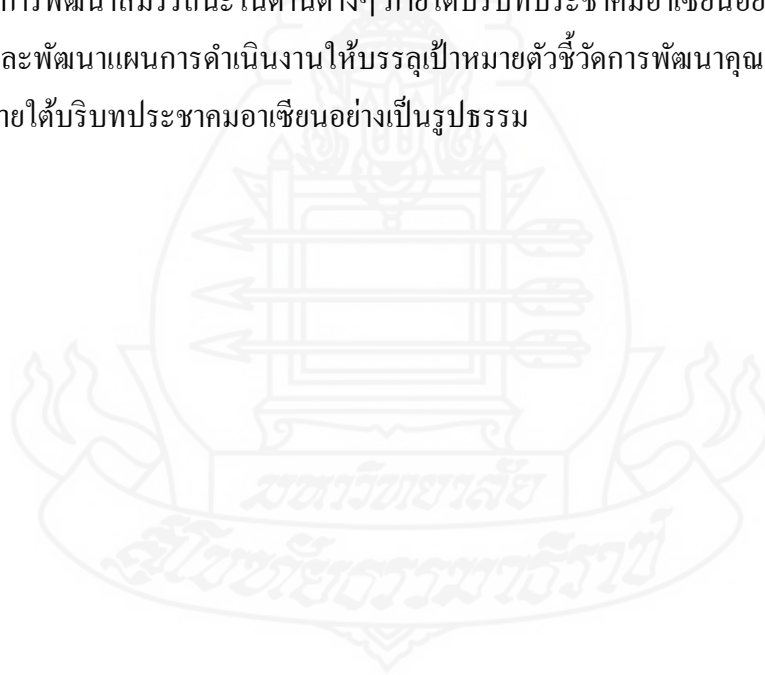 การพัฒนาสมรรถนะในด้านต่างๆ ภายใต้บริบทประชาคมอาเซียนอย
ละพัฒนาแผนการดำเนินงานให้บรรลุเป้าหมายตัวชี้วัดการพัฒนาคุณ
ายใต้บริบทประชาคมอาเซียนอย่างเป็นรูปธรรม
มหาวิทยาลัย
สุโขทัยธรรมาธิราช